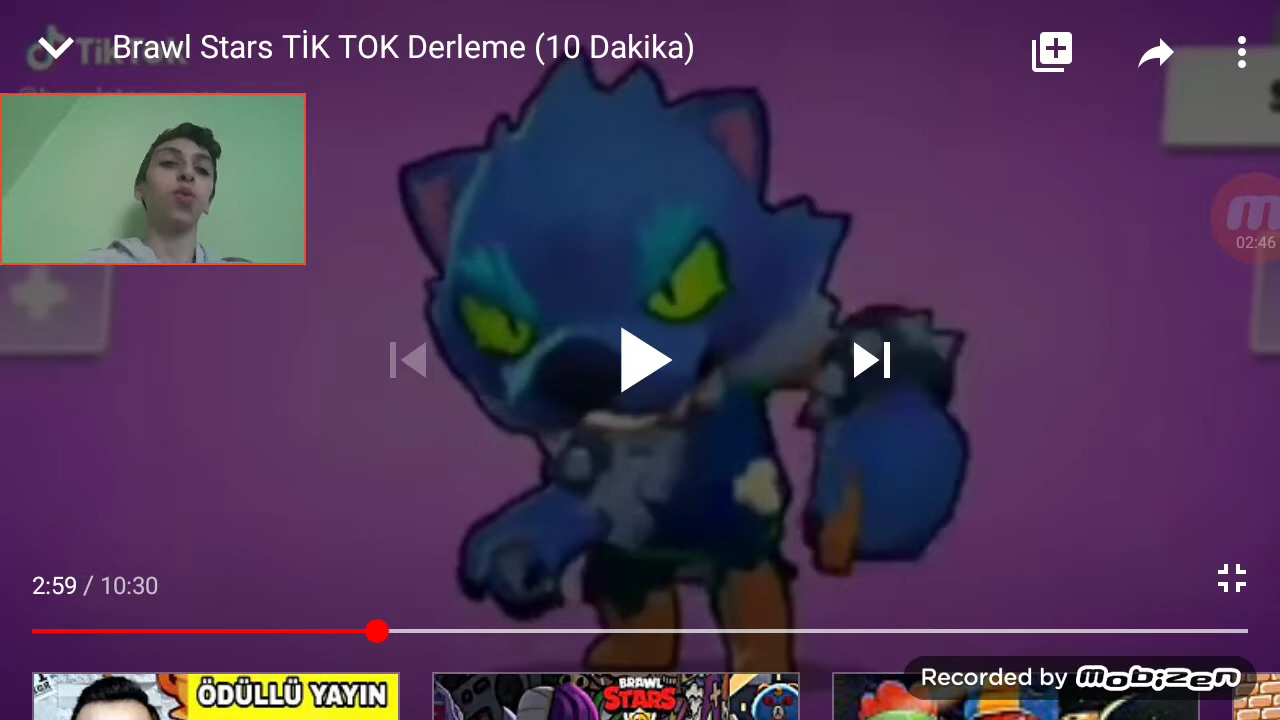 Brawl Stars TİK TOK Derleme (10 Dakika)
TikTok
02:46
2:59 / 10:30
ÖDÜLLÜ YAYIN
BRAWL
STARS
Recorded by mobizen